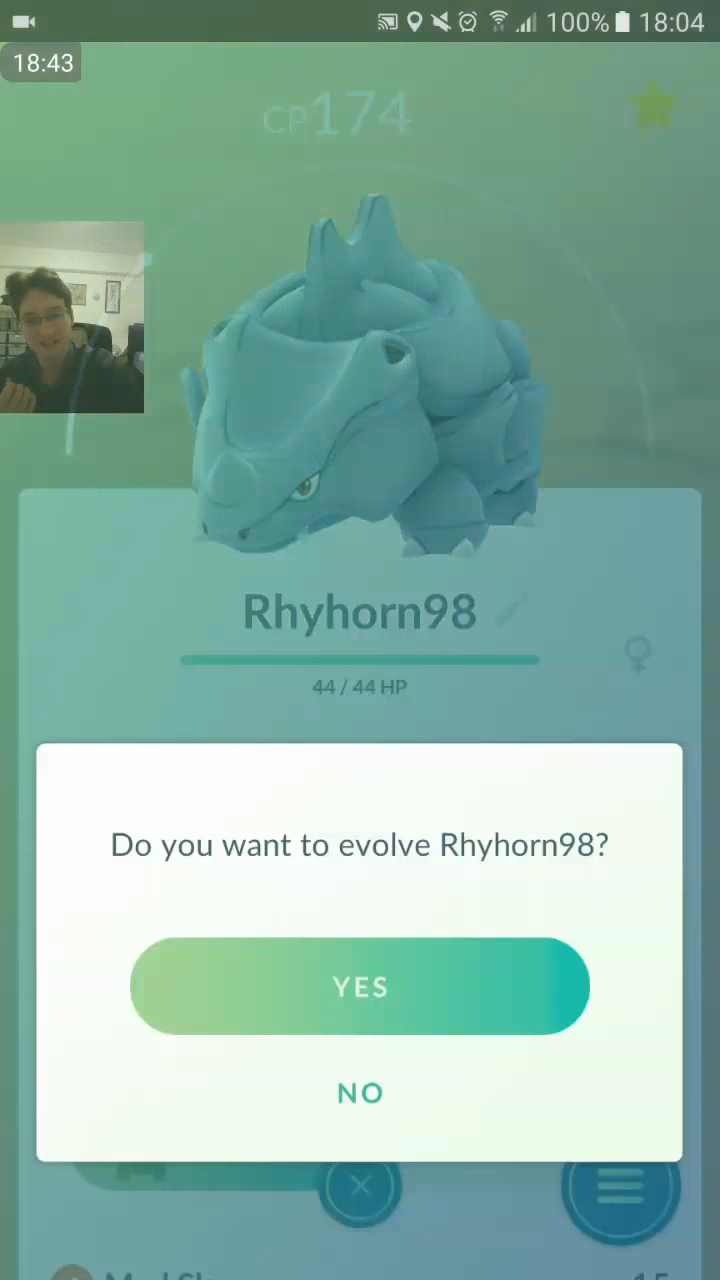 100% 18:04
18:43
CP174
Rhyhorn98
44 / 44 HP
Do you want to evolve Rhyhorn98?
YES
NO